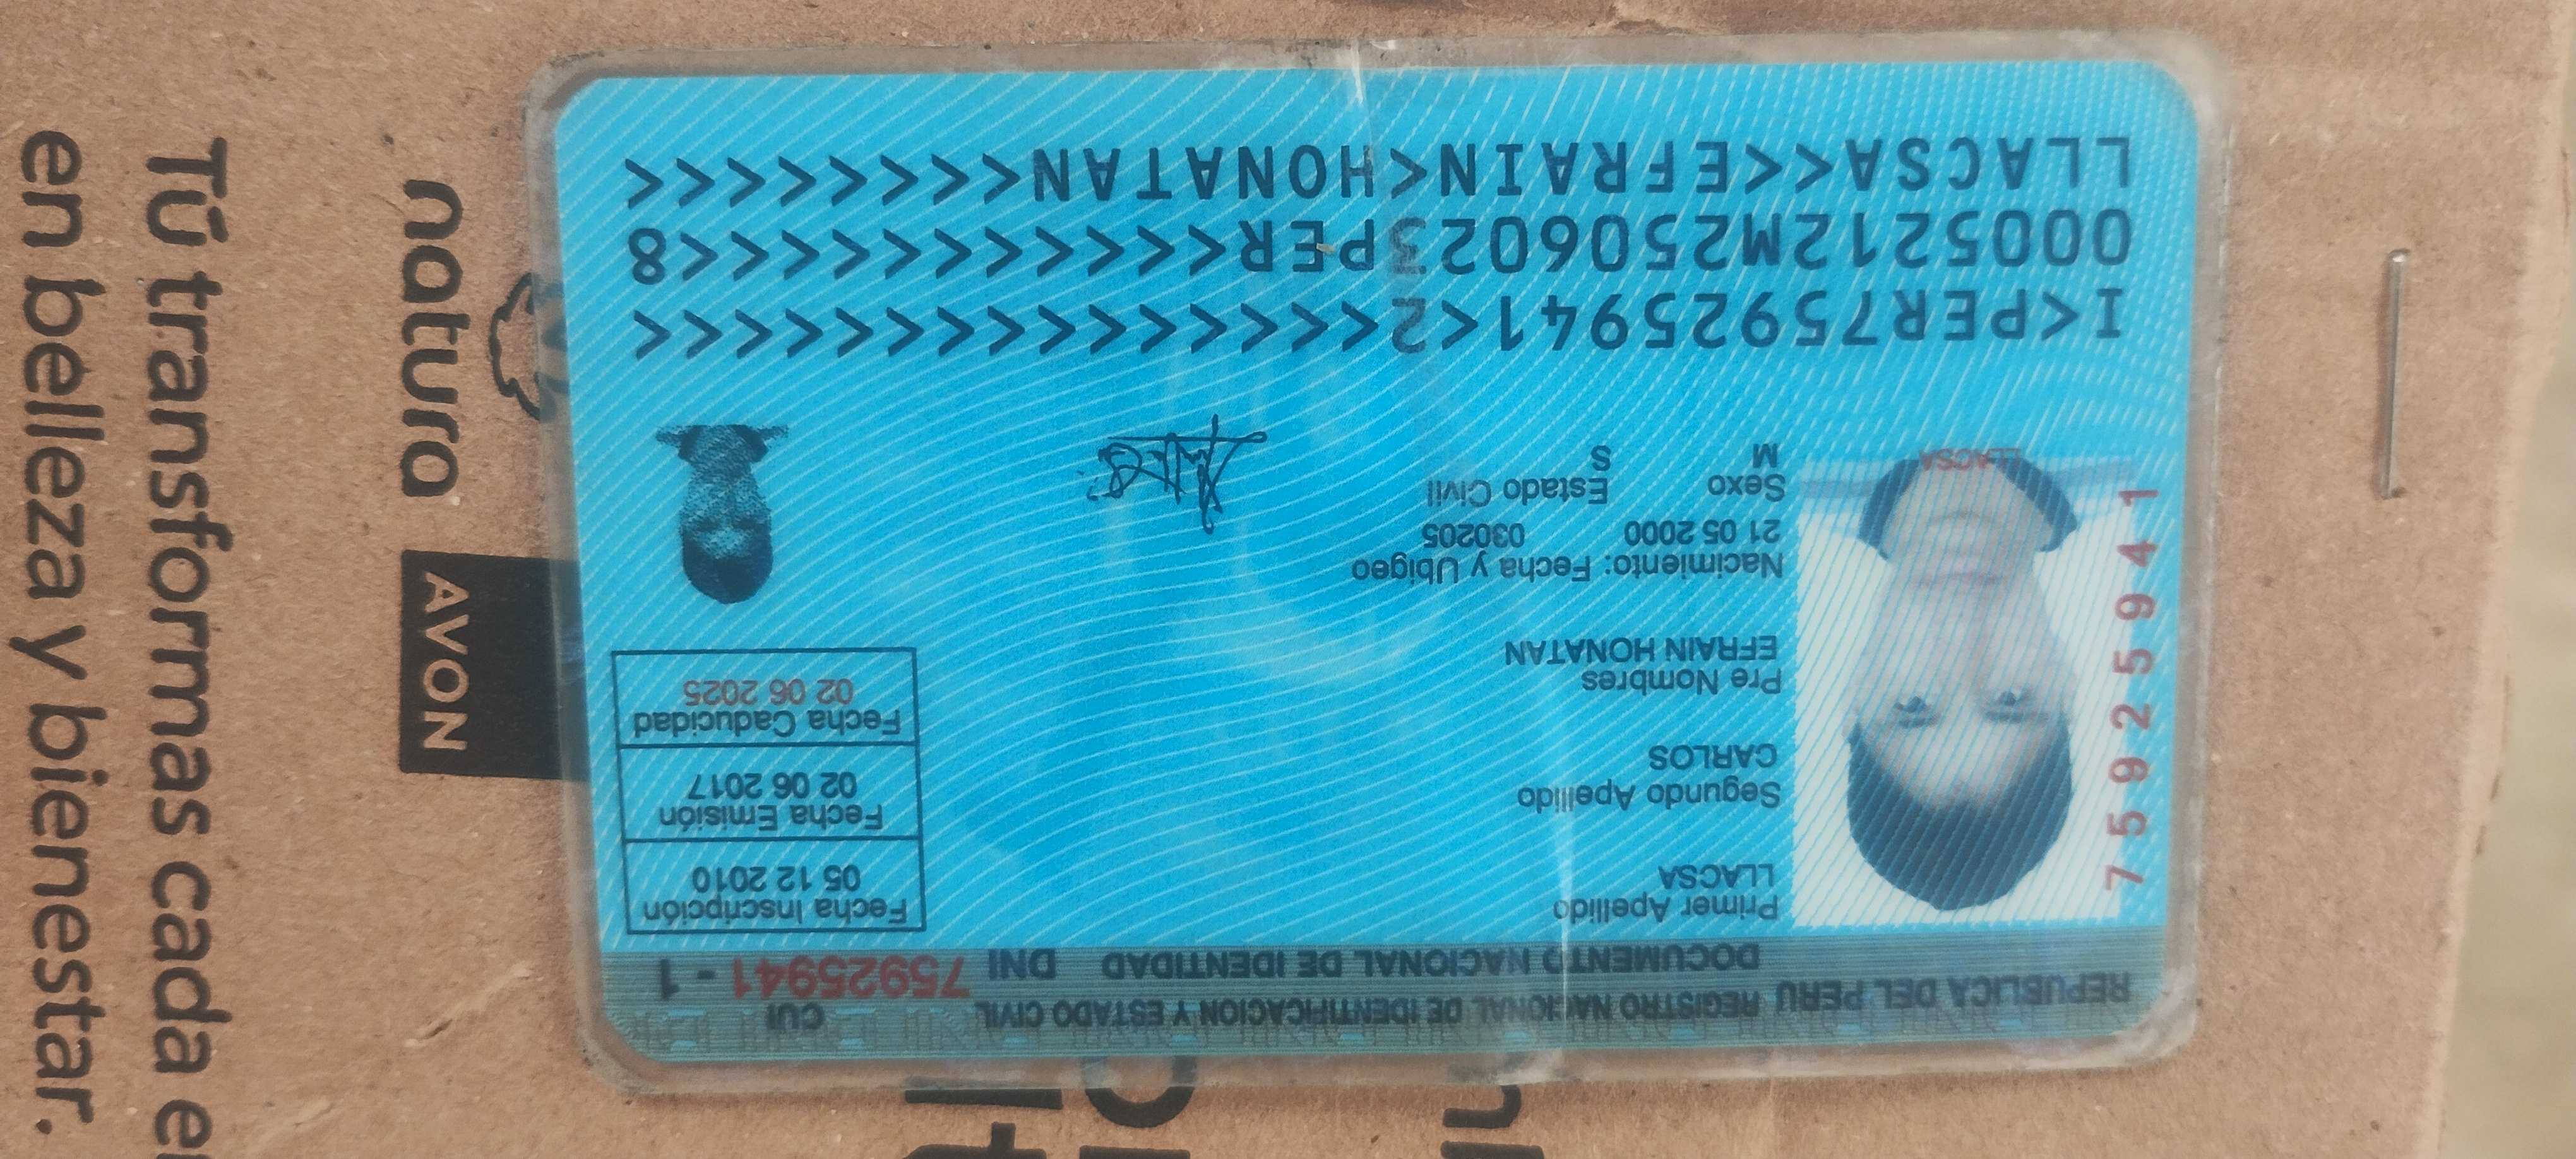 REPUBLICA DEL PERU REGISTRO NACIONAL DE IDENTIFICACION Y ESTADO CIVIL
CUI
DOCUMENTO NACIONAL DE IDENTIDAD DNI 75925941 - 1
Primer Apellido
LLACSA
Segundo Apellido
CARLOS
Pre Nombres
EFRAIN HONATAN
Nacimiento: Fecha y Ubigeo
21 05 2000 030205
Sexo Estado Civil
M S
Fecha Inscripción
05 12 2010
Fecha Emisión
02 06 2017
Fecha Caducidad
02 06 2025
75925941
LLACSA
I<PER75925941<2<<<<<<<<<<<<<<<
0005212M2506023PER<<<<<<<<<<<8
LLACSA<<EFRAIN<HONATAN<<<<<<<<
natura
AVON
Tú transformas cada
en belleza y bienestar.